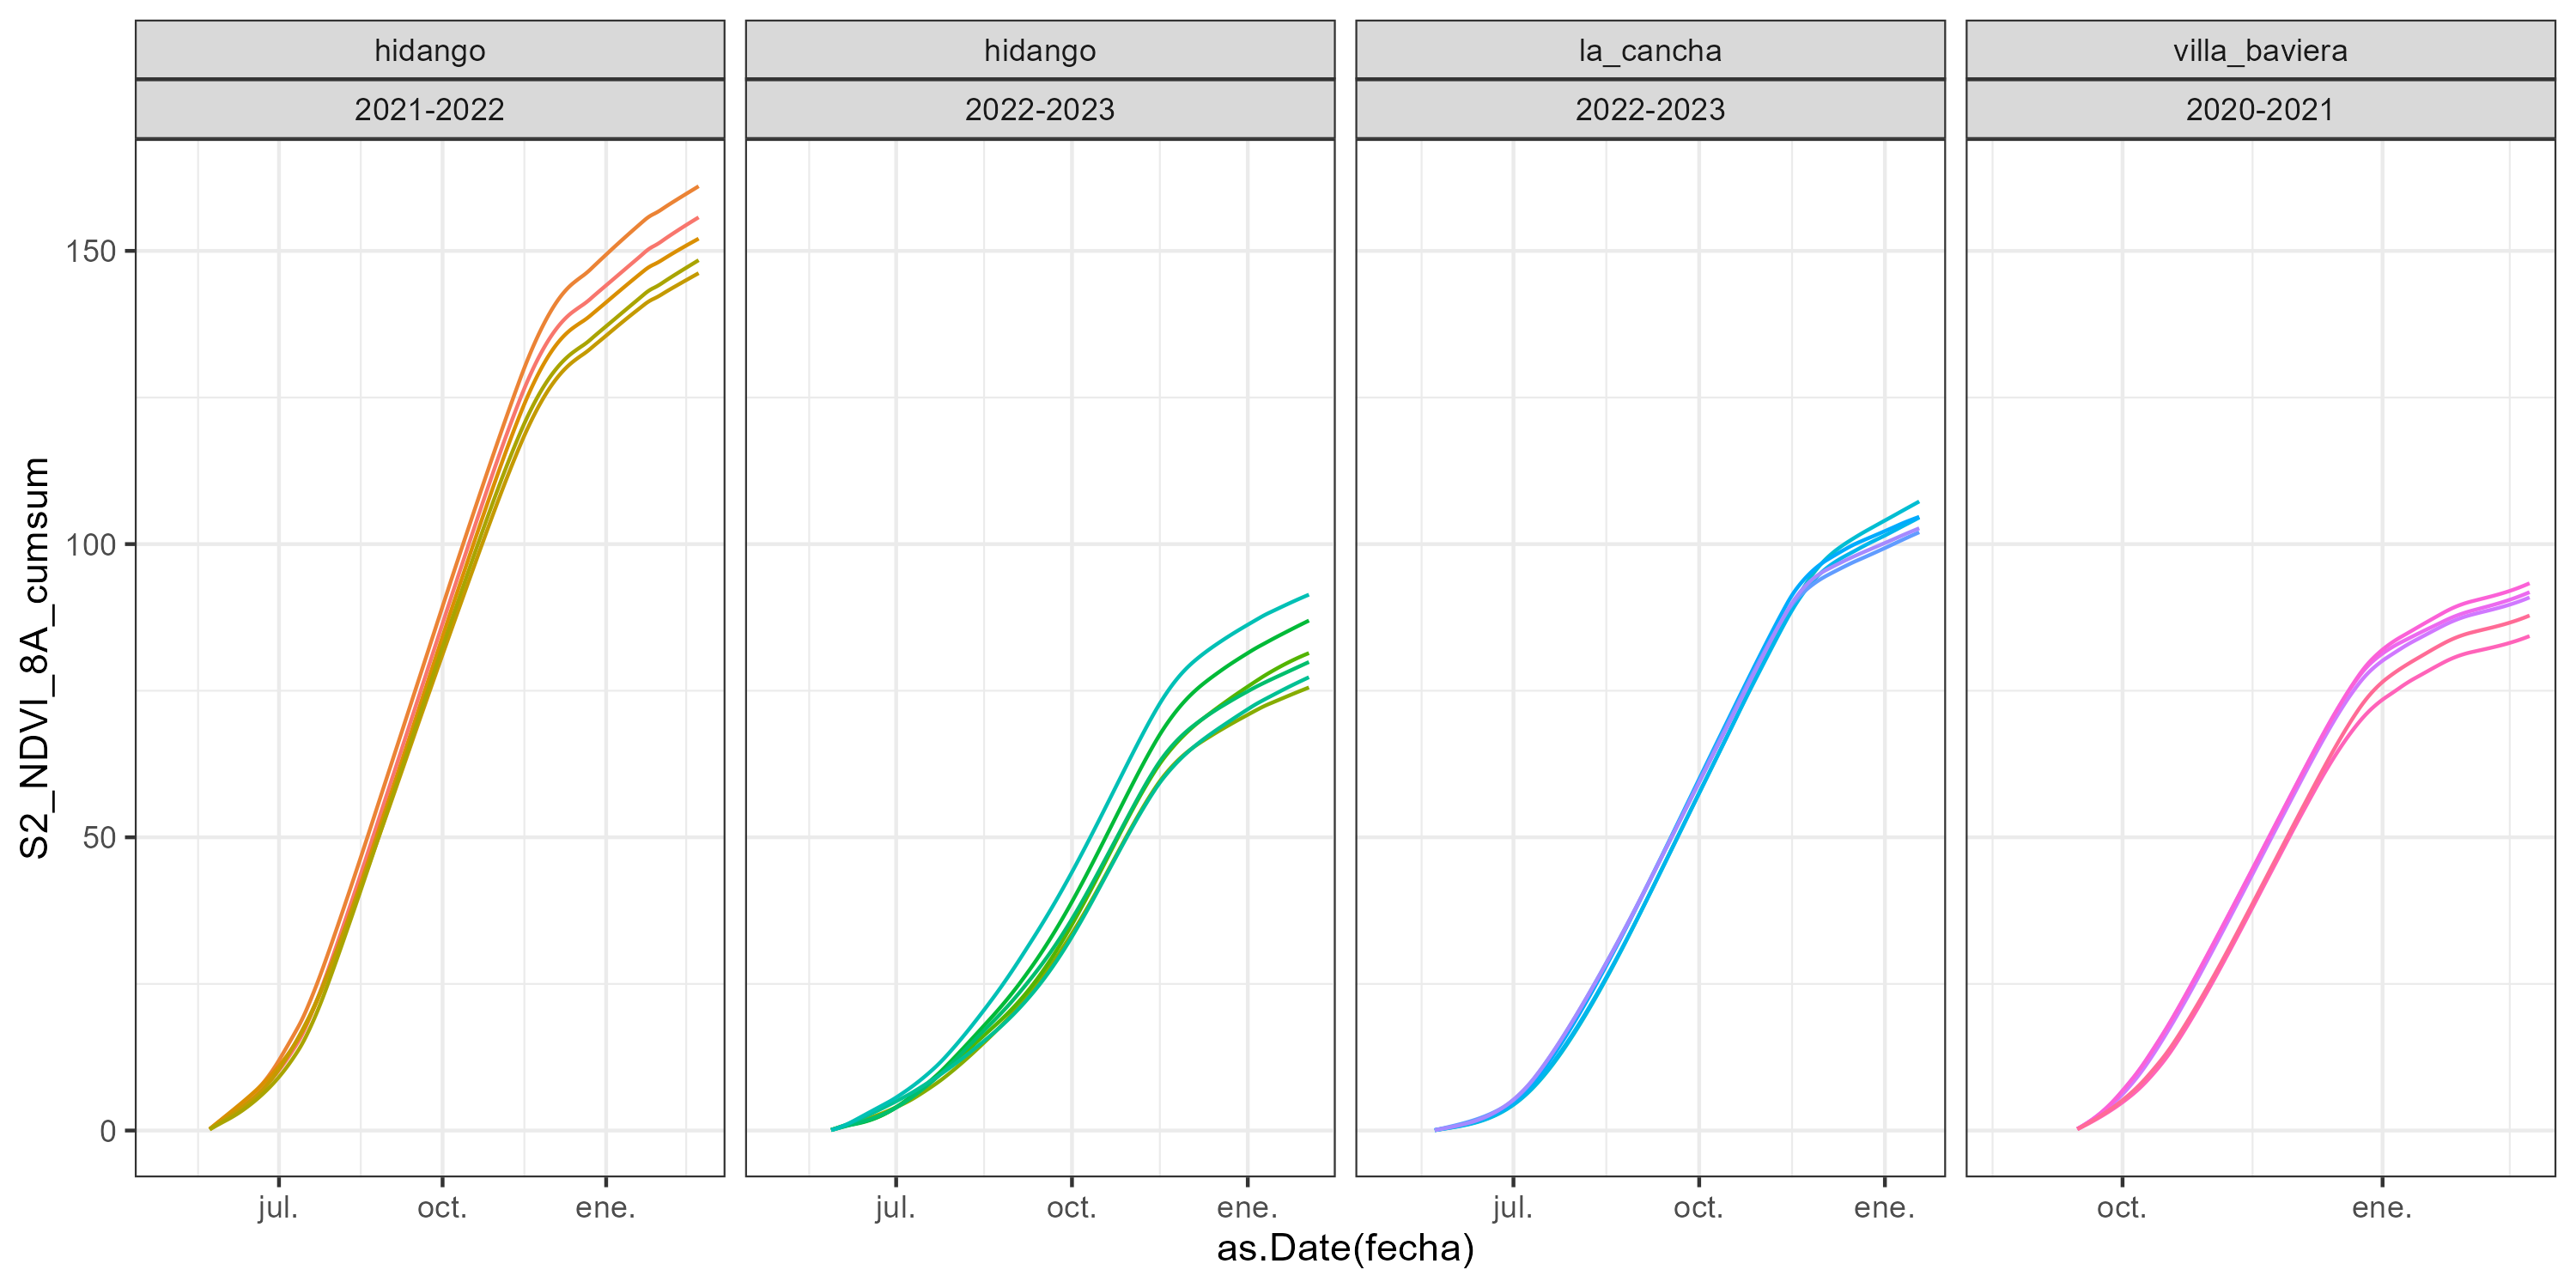 hidango
hidango
la_cancha
villa_baviera
2021-2022
2022-2023
2022-2023
2020-2021
S2_NDVI_8A_cumsum
150
100
50
0
jul.
oct.
ene.
jul.
oct.
ene.
jul.
oct.
ene.
oct.
ene.
as.Date(fecha)